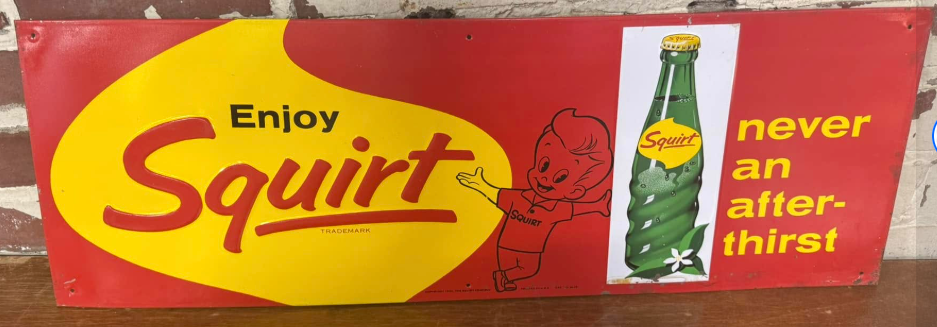 Enjoy
Squirt
TRADEMARK
SQUIRT
Squirt
never
an
after-
thirst